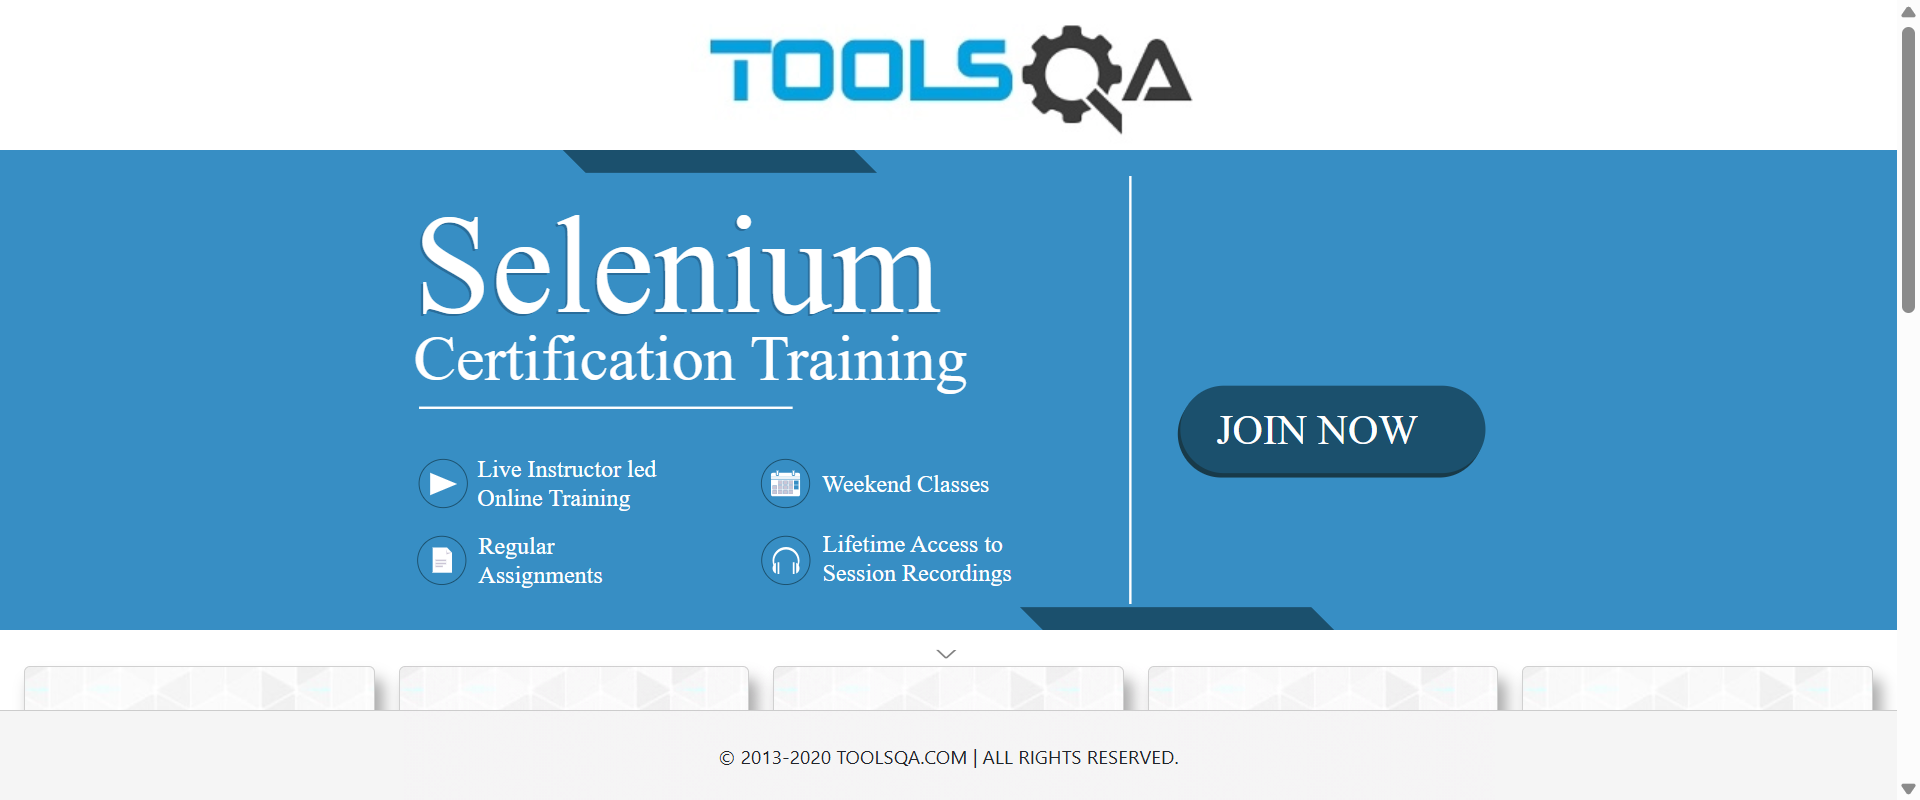 TOOLSQA
Selenium
Certification Training
JOIN NOW
Live Instructor led
Online Training
Weekend Classes
Regular
Assignments
Lifetime Access to
Session Recordings
© 2013-2020 TOOLSQA.COM | ALL RIGHTS RESERVED.